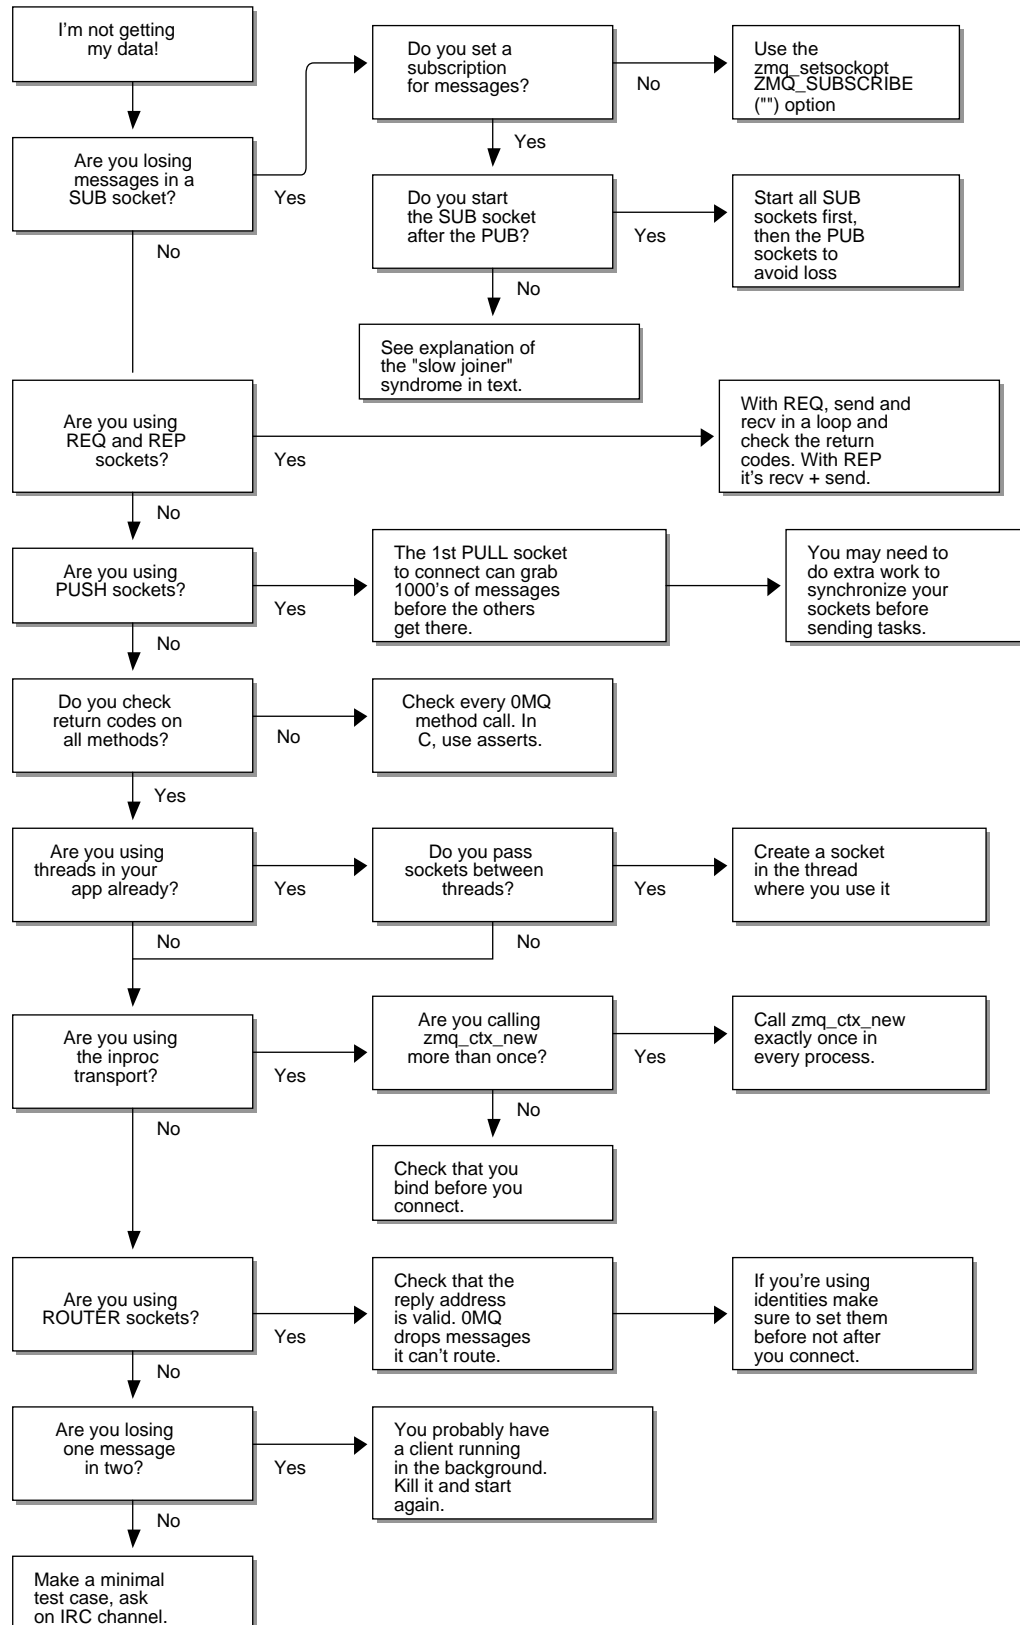 I'm not getting
my data!
Do you set a
subscription
for messages?
No
Use the
zmq_setsockopt
ZMQ_SUBSCRIBE
("") option
Yes
Are you losing
messages in a
SUB socket?
Yes
No
Do you start
the SUB socket
after the PUB?
Yes
Start all SUB
sockets first,
then the PUB
sockets to
avoid loss
No
See explanation of
the "slow joiner"
syndrome in text.
Are you using
REQ and REP
sockets?
Yes
With REQ, send and
recv in a loop and
check the return
codes. With REP
it's recv + send.
No
Are you using
PUSH sockets?
Yes
The 1st PULL socket
to connect can grab
1000's of messages
before the others
get there.
You may need to
do extra work to
synchronize your
sockets before
sending tasks.
No
Do you check
return codes on
all methods?
No
Check every 0MQ
method call. In
C, use asserts.
Yes
Are you using
threads in your
app already?
Yes
Do you pass
sockets between
threads?
Yes
Create a socket
in the thread
where you use it
No
No
Are you using
the inproc
transport?
Yes
Are you calling
zmq_ctx_new
more than once?
Yes
Call zmq_ctx_new
exactly once in
every process.
No
No
Check that you
bind before you
connect.
Are you using
ROUTER sockets?
Yes
Check that the
reply address
is valid. 0MQ
drops messages
it can't route.
If you're using
identities make
sure to set them
before not after
you connect.
No
Are you losing
one message
in two?
Yes
You probably have
a client running
in the background.
Kill it and start
again.
No
Make a minimal
test case, ask
on IRC channel.